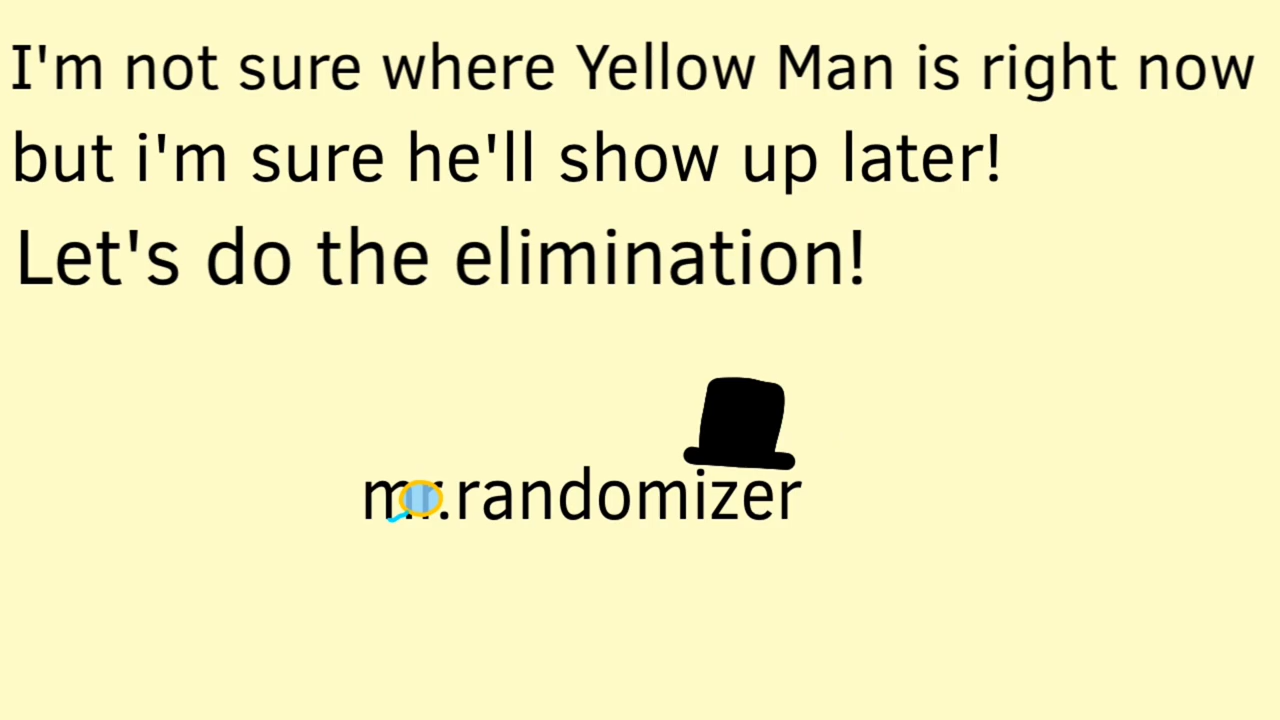 I'm not sure where Yellow Man is right now
but i'm sure he'll show up later!
Let's do the elimination!
mr.randomizer